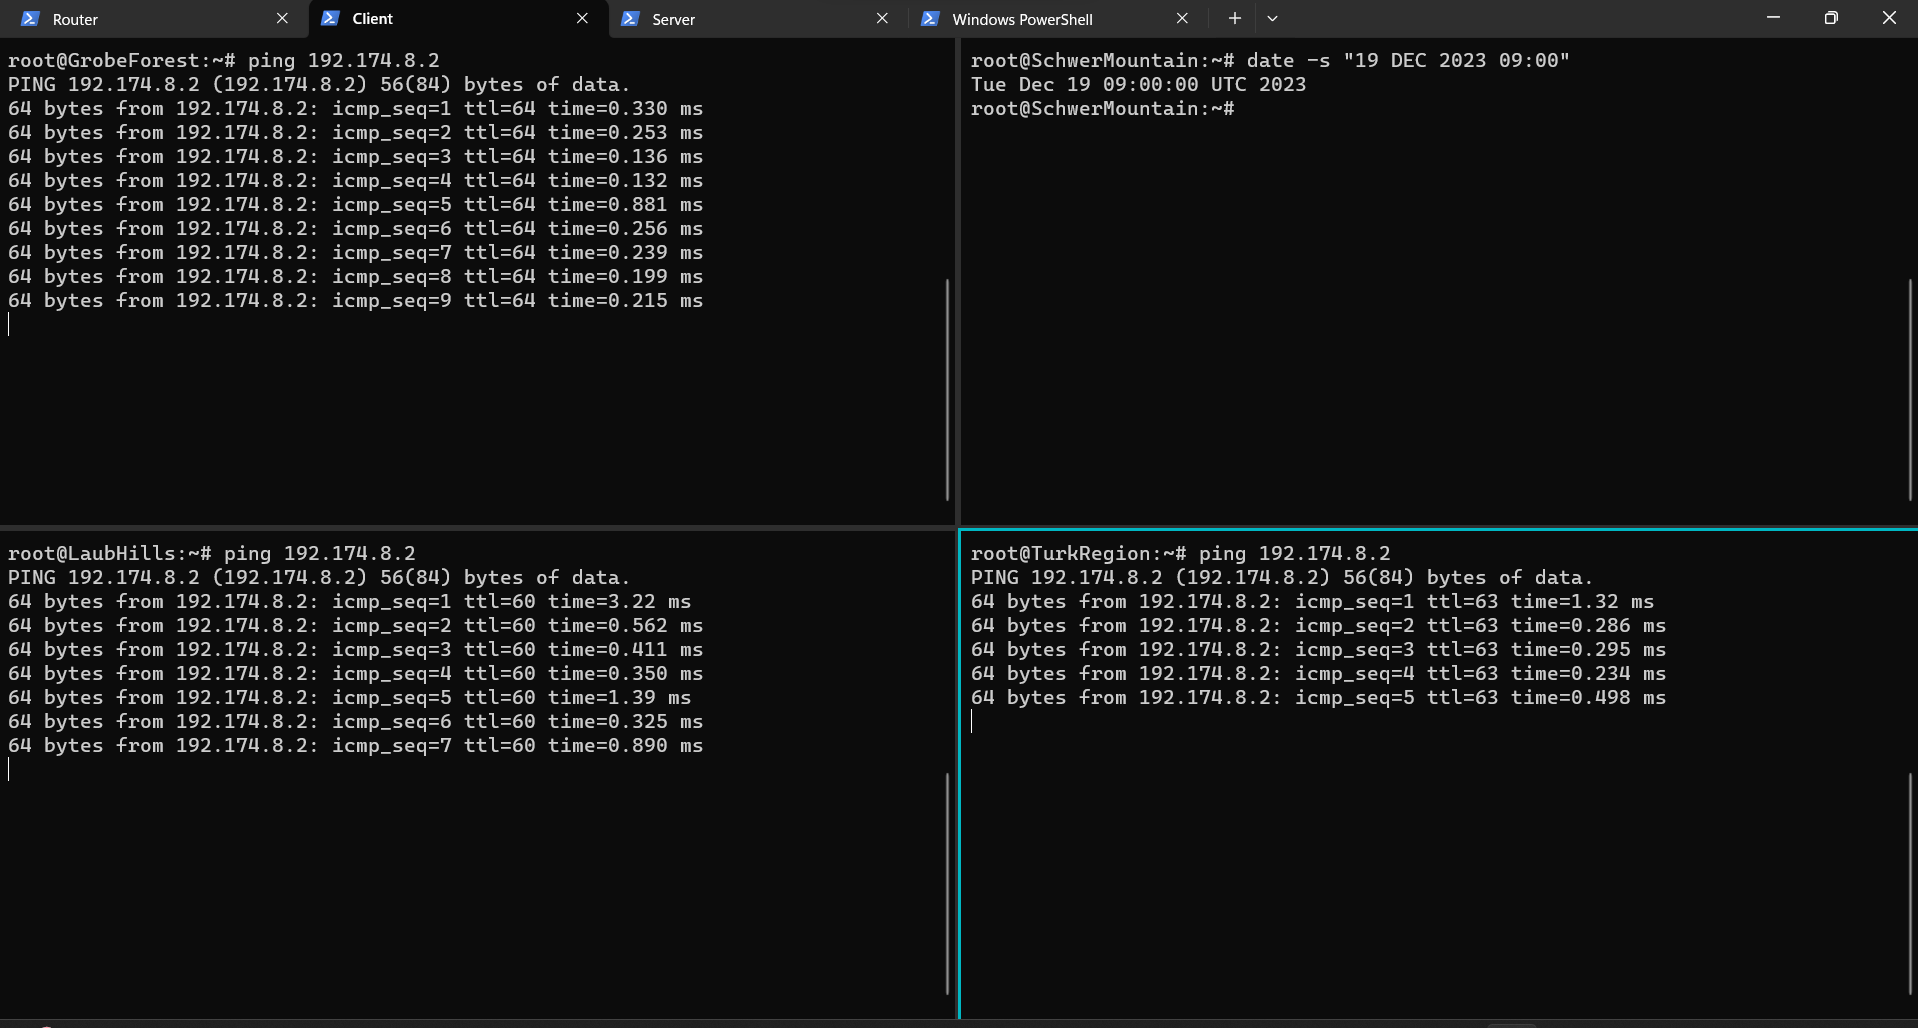 Router
Client
Server
Windows PowerShell
root@GrobeForest:~# ping 192.174.8.2
PING 192.174.8.2 (192.174.8.2) 56(84) bytes of data.
64 bytes from 192.174.8.2: icmp_seq=1 ttl=64 time=0.330 ms
64 bytes from 192.174.8.2: icmp_seq=2 ttl=64 time=0.253 ms
64 bytes from 192.174.8.2: icmp_seq=3 ttl=64 time=0.136 ms
64 bytes from 192.174.8.2: icmp_seq=4 ttl=64 time=0.132 ms
64 bytes from 192.174.8.2: icmp_seq=5 ttl=64 time=0.881 ms
64 bytes from 192.174.8.2: icmp_seq=6 ttl=64 time=0.256 ms
64 bytes from 192.174.8.2: icmp_seq=7 ttl=64 time=0.239 ms
64 bytes from 192.174.8.2: icmp_seq=8 ttl=64 time=0.199 ms
64 bytes from 192.174.8.2: icmp_seq=9 ttl=64 time=0.215 ms
root@SchwerMountain:~# date -s "19 DEC 2023 09:00"
Tue Dec 19 09:00:00 UTC 2023
root@SchwerMountain:~#
root@LaubHills:~# ping 192.174.8.2
PING 192.174.8.2 (192.174.8.2) 56(84) bytes of data.
64 bytes from 192.174.8.2: icmp_seq=1 ttl=60 time=3.22 ms
64 bytes from 192.174.8.2: icmp_seq=2 ttl=60 time=0.562 ms
64 bytes from 192.174.8.2: icmp_seq=3 ttl=60 time=0.411 ms
64 bytes from 192.174.8.2: icmp_seq=4 ttl=60 time=0.350 ms
64 bytes from 192.174.8.2: icmp_seq=5 ttl=60 time=1.39 ms
64 bytes from 192.174.8.2: icmp_seq=6 ttl=60 time=0.325 ms
64 bytes from 192.174.8.2: icmp_seq=7 ttl=60 time=0.890 ms
root@TurkRegion:~# ping 192.174.8.2
PING 192.174.8.2 (192.174.8.2) 56(84) bytes of data.
64 bytes from 192.174.8.2: icmp_seq=1 ttl=63 time=1.32 ms
64 bytes from 192.174.8.2: icmp_seq=2 ttl=63 time=0.286 ms
64 bytes from 192.174.8.2: icmp_seq=3 ttl=63 time=0.295 ms
64 bytes from 192.174.8.2: icmp_seq=4 ttl=63 time=0.234 ms
64 bytes from 192.174.8.2: icmp_seq=5 ttl=63 time=0.498 ms